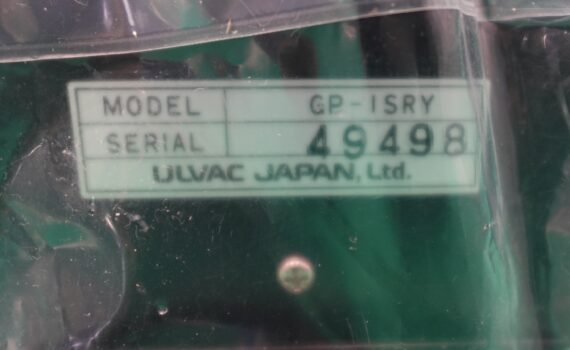 MODEL GP-1SRY
SERIAL 49498
ULVAC JAPAN, Ltd.